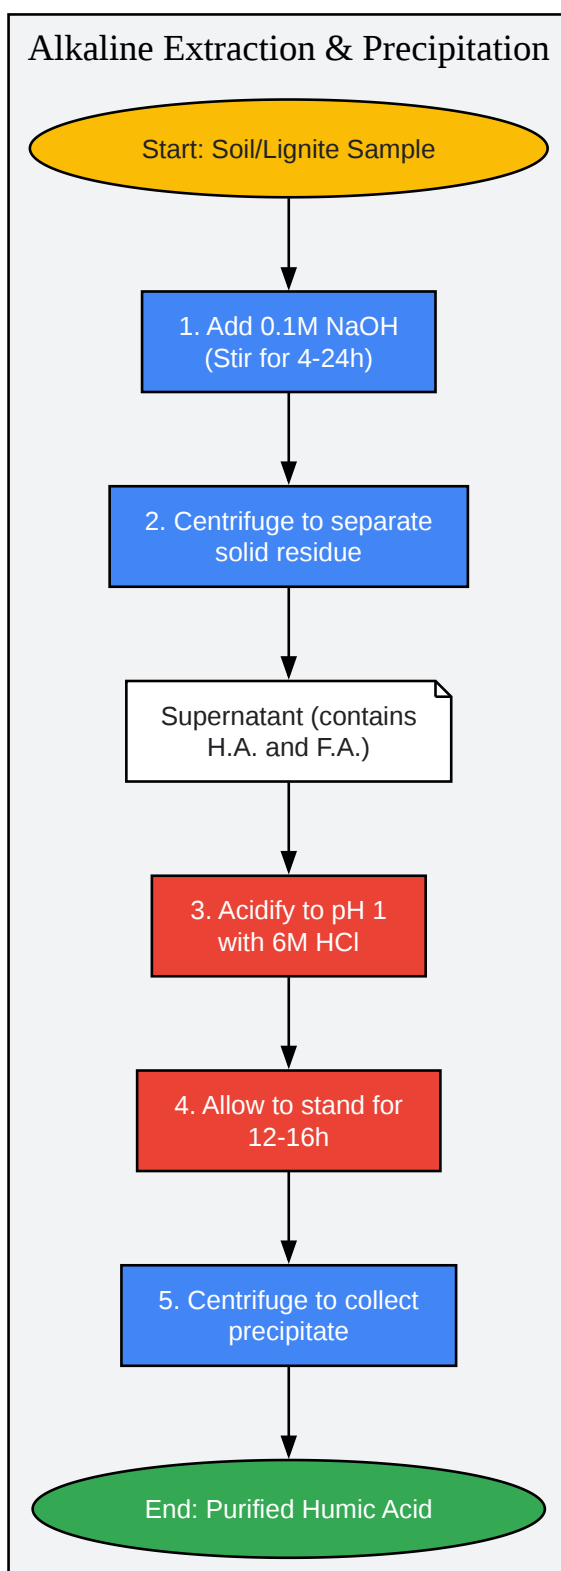 Alkaline Extraction & Precipitation
Start: Soil/Lignite Sample
1. Add 0.1M NaOH
(Stir for 4-24h)
2. Centrifuge to separate
solid residue
Supernatant (contains
H.A. and F.A.)
3. Acidify to pH 1
with 6M HCl
4. Allow to stand for
12-16h
5. Centrifuge to collect
precipitate
End: Purified Humic Acid